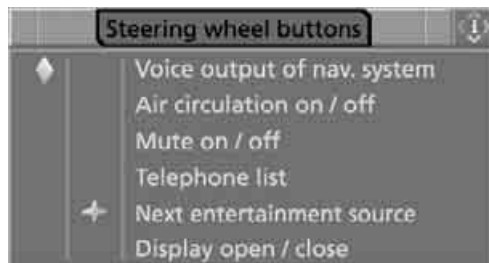 Steering wheel buttons
Voice output of nav. system
Air circulation on / off
Mute on / off
Telephone list
Next entertainment source
Display open / close